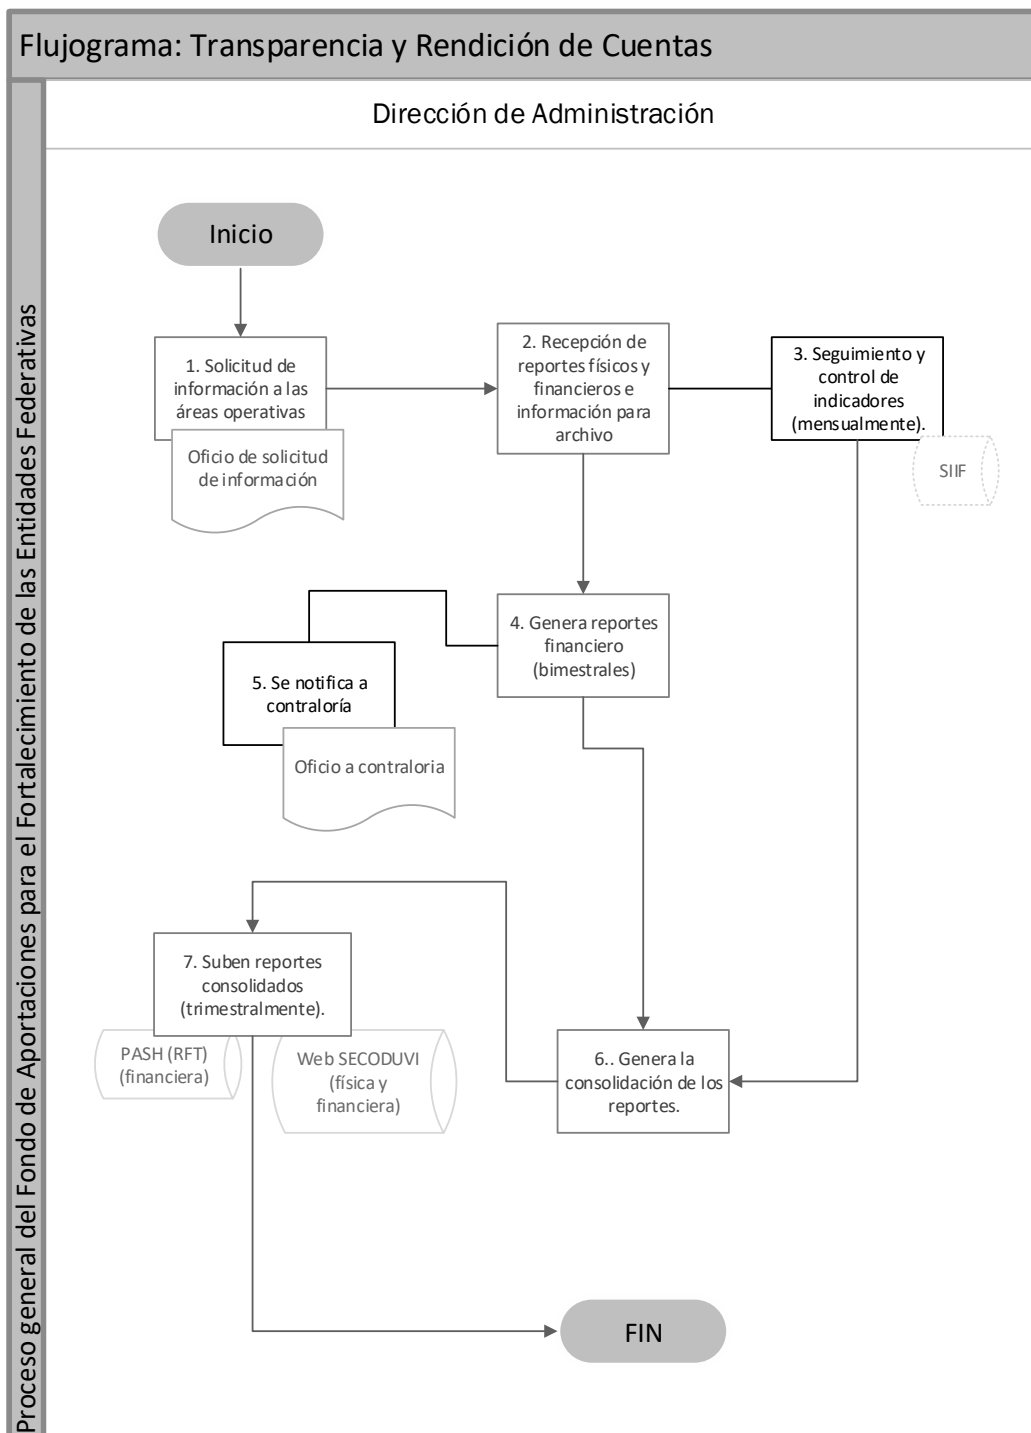 Flujograma: Transparencia y Rendición de Cuentas
Proceso general del Fondo de Aportaciones para el Fortalecimiento de las Entidades Federativas
Dirección de Administración
Inicio
1. Solicitud de
información a las
áreas operativas
Oficio de solicitud
de información
2. Recepción de
reportes físicos y
financieros e
información para
archivo
3. Seguimiento y
control de
indicadores
(mensualmente).
SIIF
4. Genera reportes
financiero
(bimestrales)
5. Se notifica a
contraloría
Oficio a contraloria
7. Suben reportes
consolidados
(trimestralmente).
PASH (RFT)
(financiera)
Web SECODUVI
(física y
financiera)
6.. Genera la
consolidación de los
reportes.
FIN